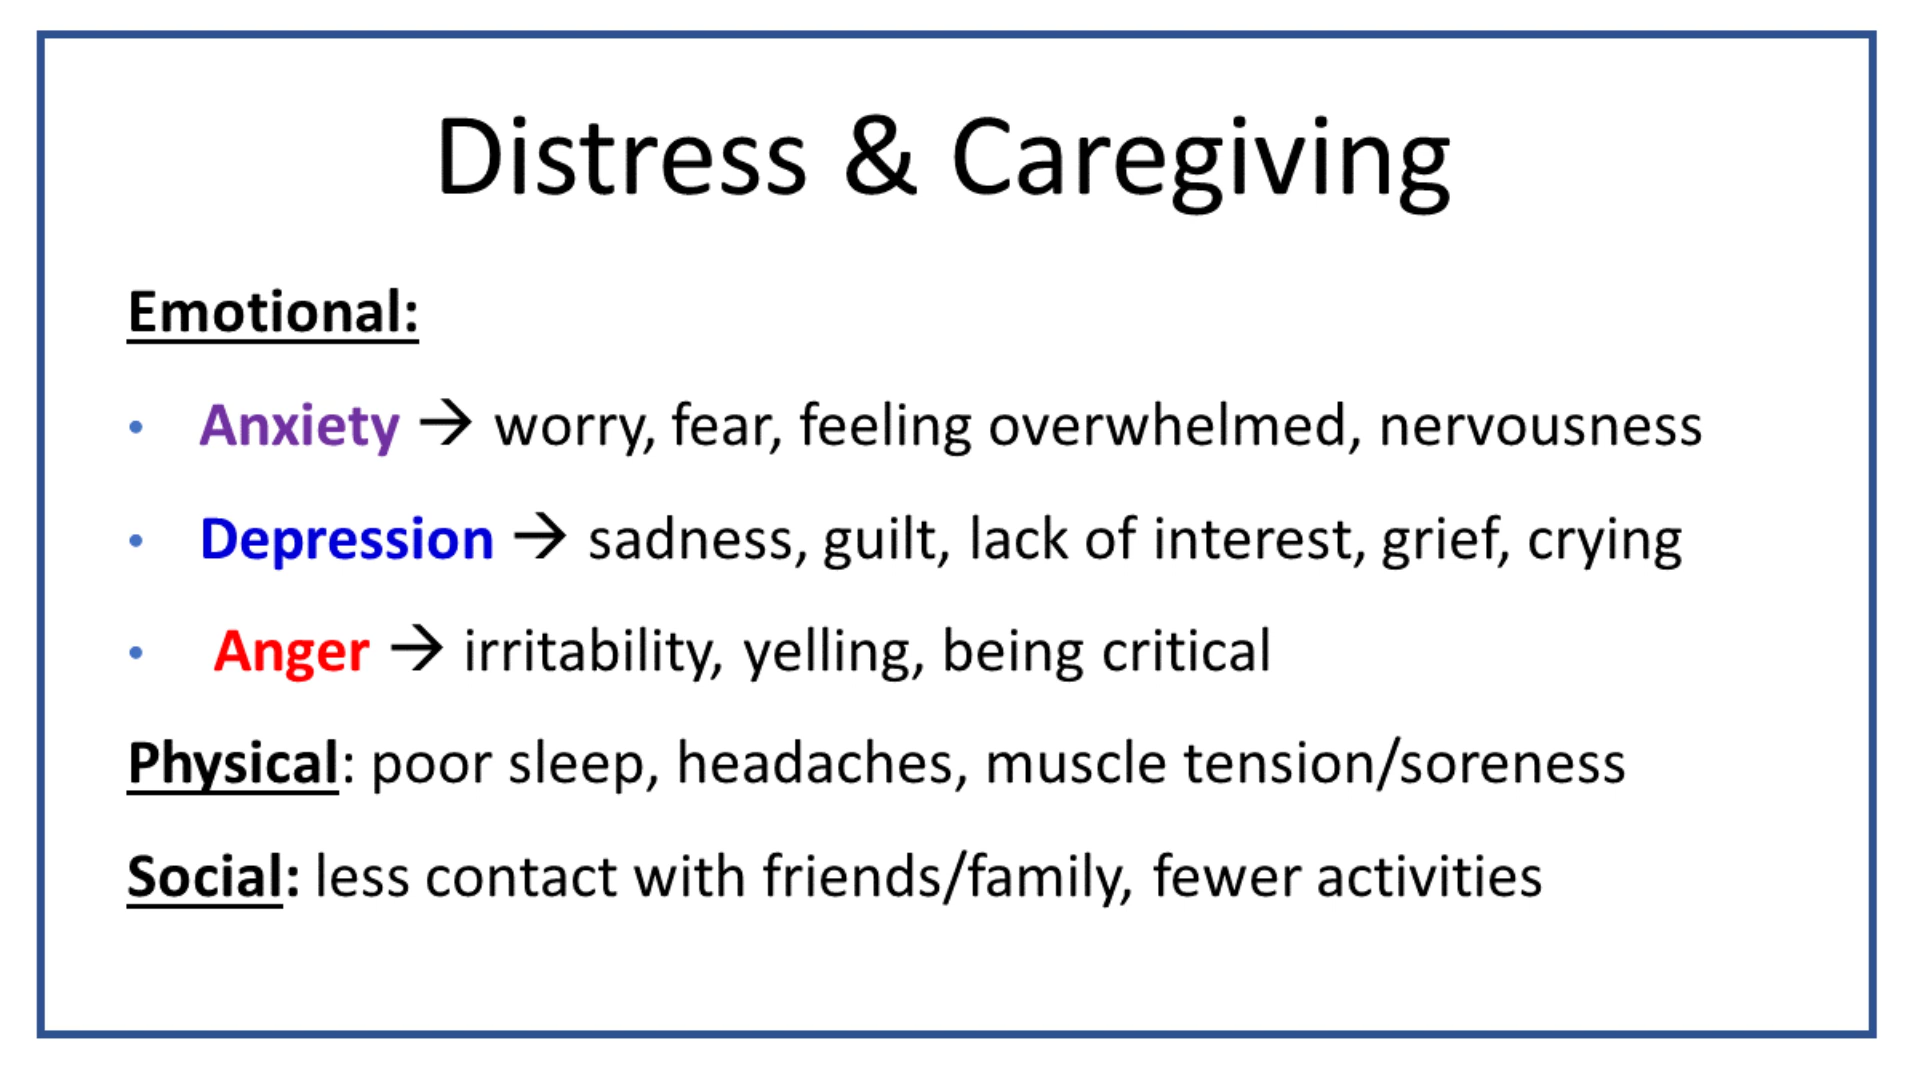 Distress & Caregiving
Emotional:
• Anxiety → worry, fear, feeling overwhelmed, nervousness
• Depression → sadness, guilt, lack of interest, grief, crying
• Anger → irritability, yelling, being critical
Physical: poor sleep, headaches, muscle tension/soreness
Social: less contact with friends/family, fewer activities